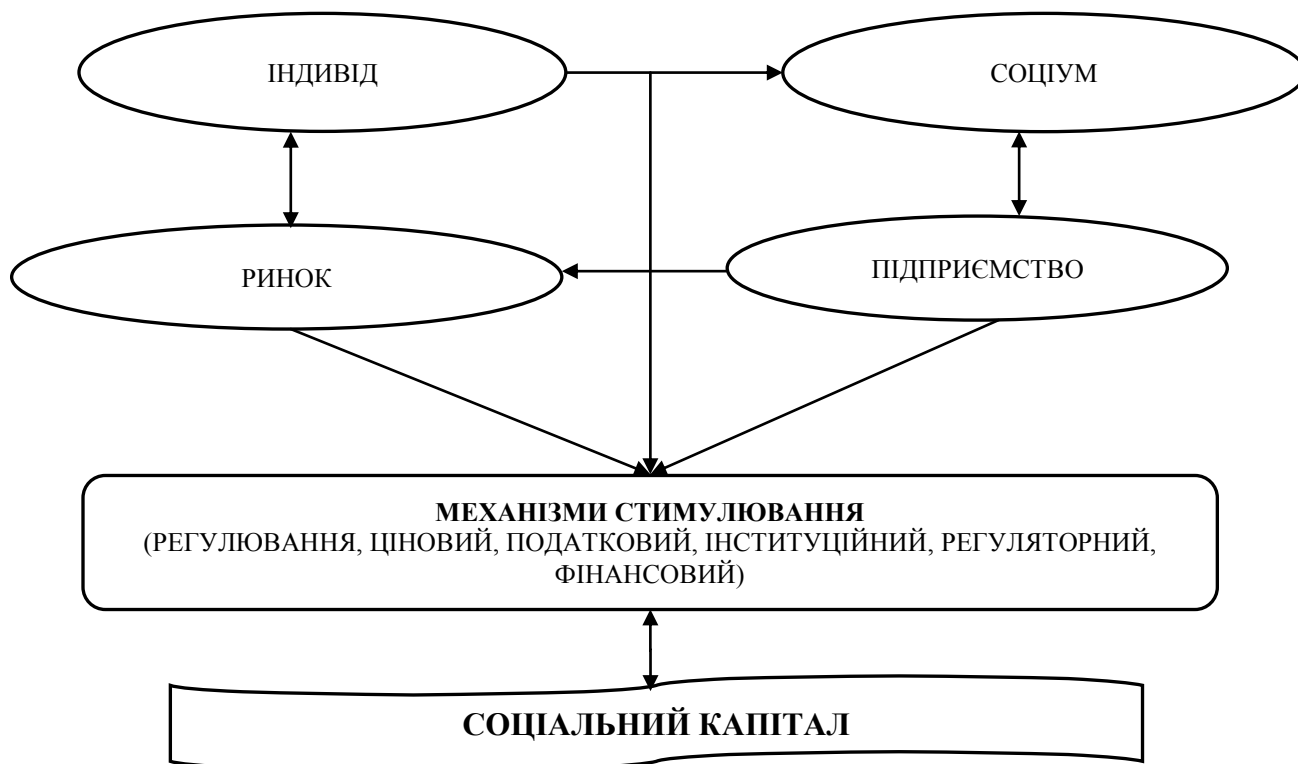 ІНДИВІД
СОЦІУМ
РИНОК
ПІДПРИЄМСТВО
МЕХАНІЗМИ СТИМУЛЮВАННЯ
(РЕГУЛЮВАННЯ, ЦІНОВИЙ, ПОДАТКОВИЙ, ІНСТИТУЦІЙНИЙ, РЕГУЛЯТОРНИЙ,
ФІНАНСОВИЙ)
СОЦІАЛЬНИЙ КАПІТАЛ